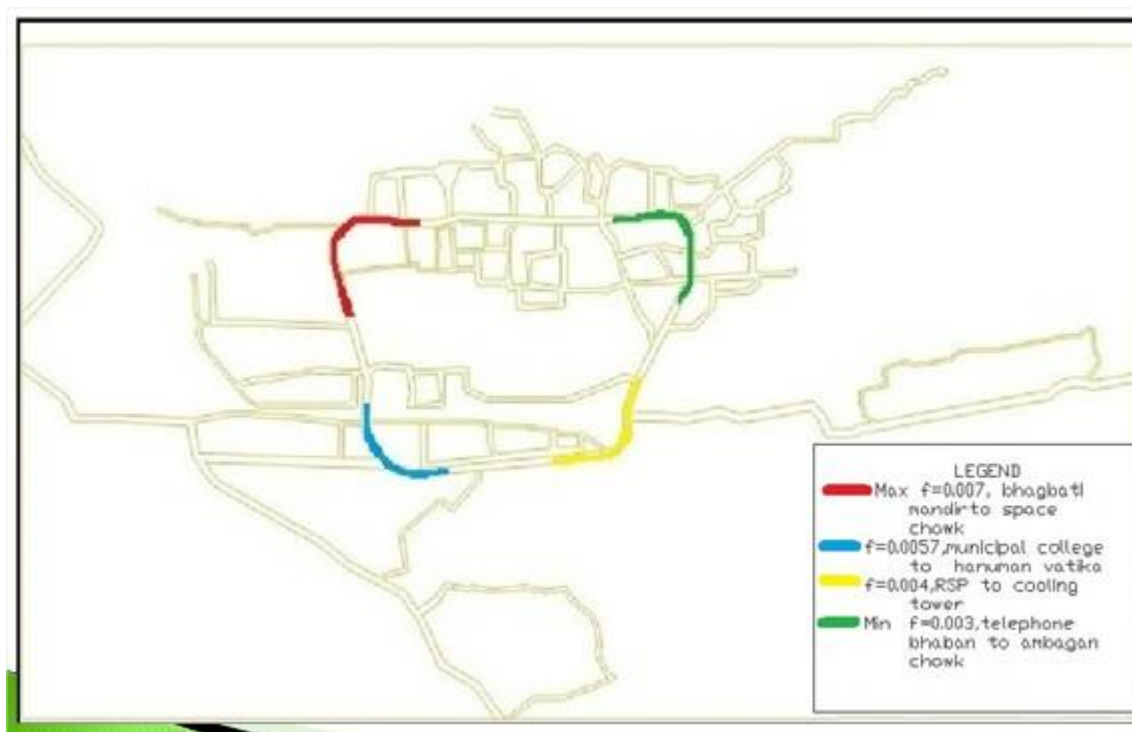 LEGEND
Max f=0.007, bhagbati
mandirto space
chowk
f=0.0057,municipal college
to hanuman vatika
f=0.004,RSP to cooling
tower
Min f=0.003,telephone
bhaban to ambagan
chowk